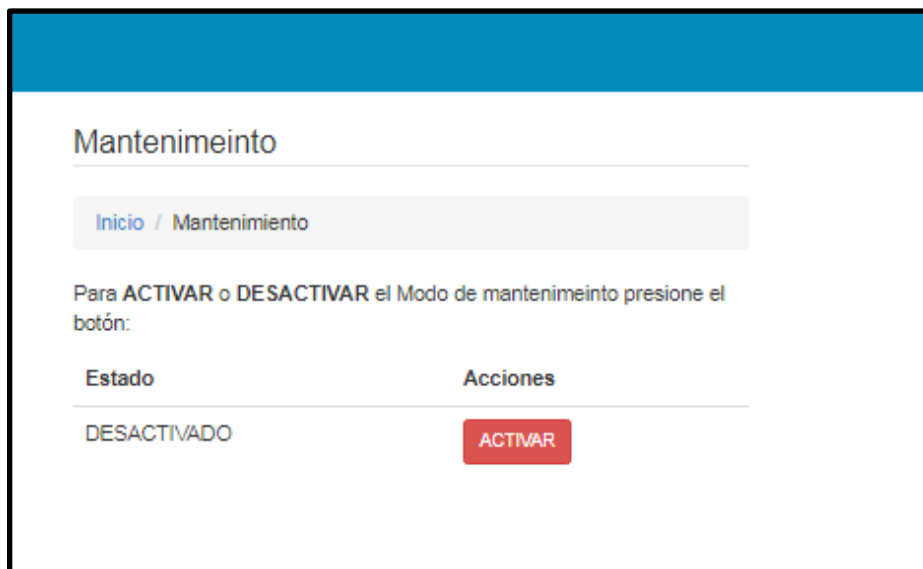 Mantenimeinto
Inicio / Mantenimiento
Para ACTIVAR o DESACTIVAR el Modo de mantenimeinto presione el
botón:
Estado Acciones
DESACTIVADO ACTIVAR